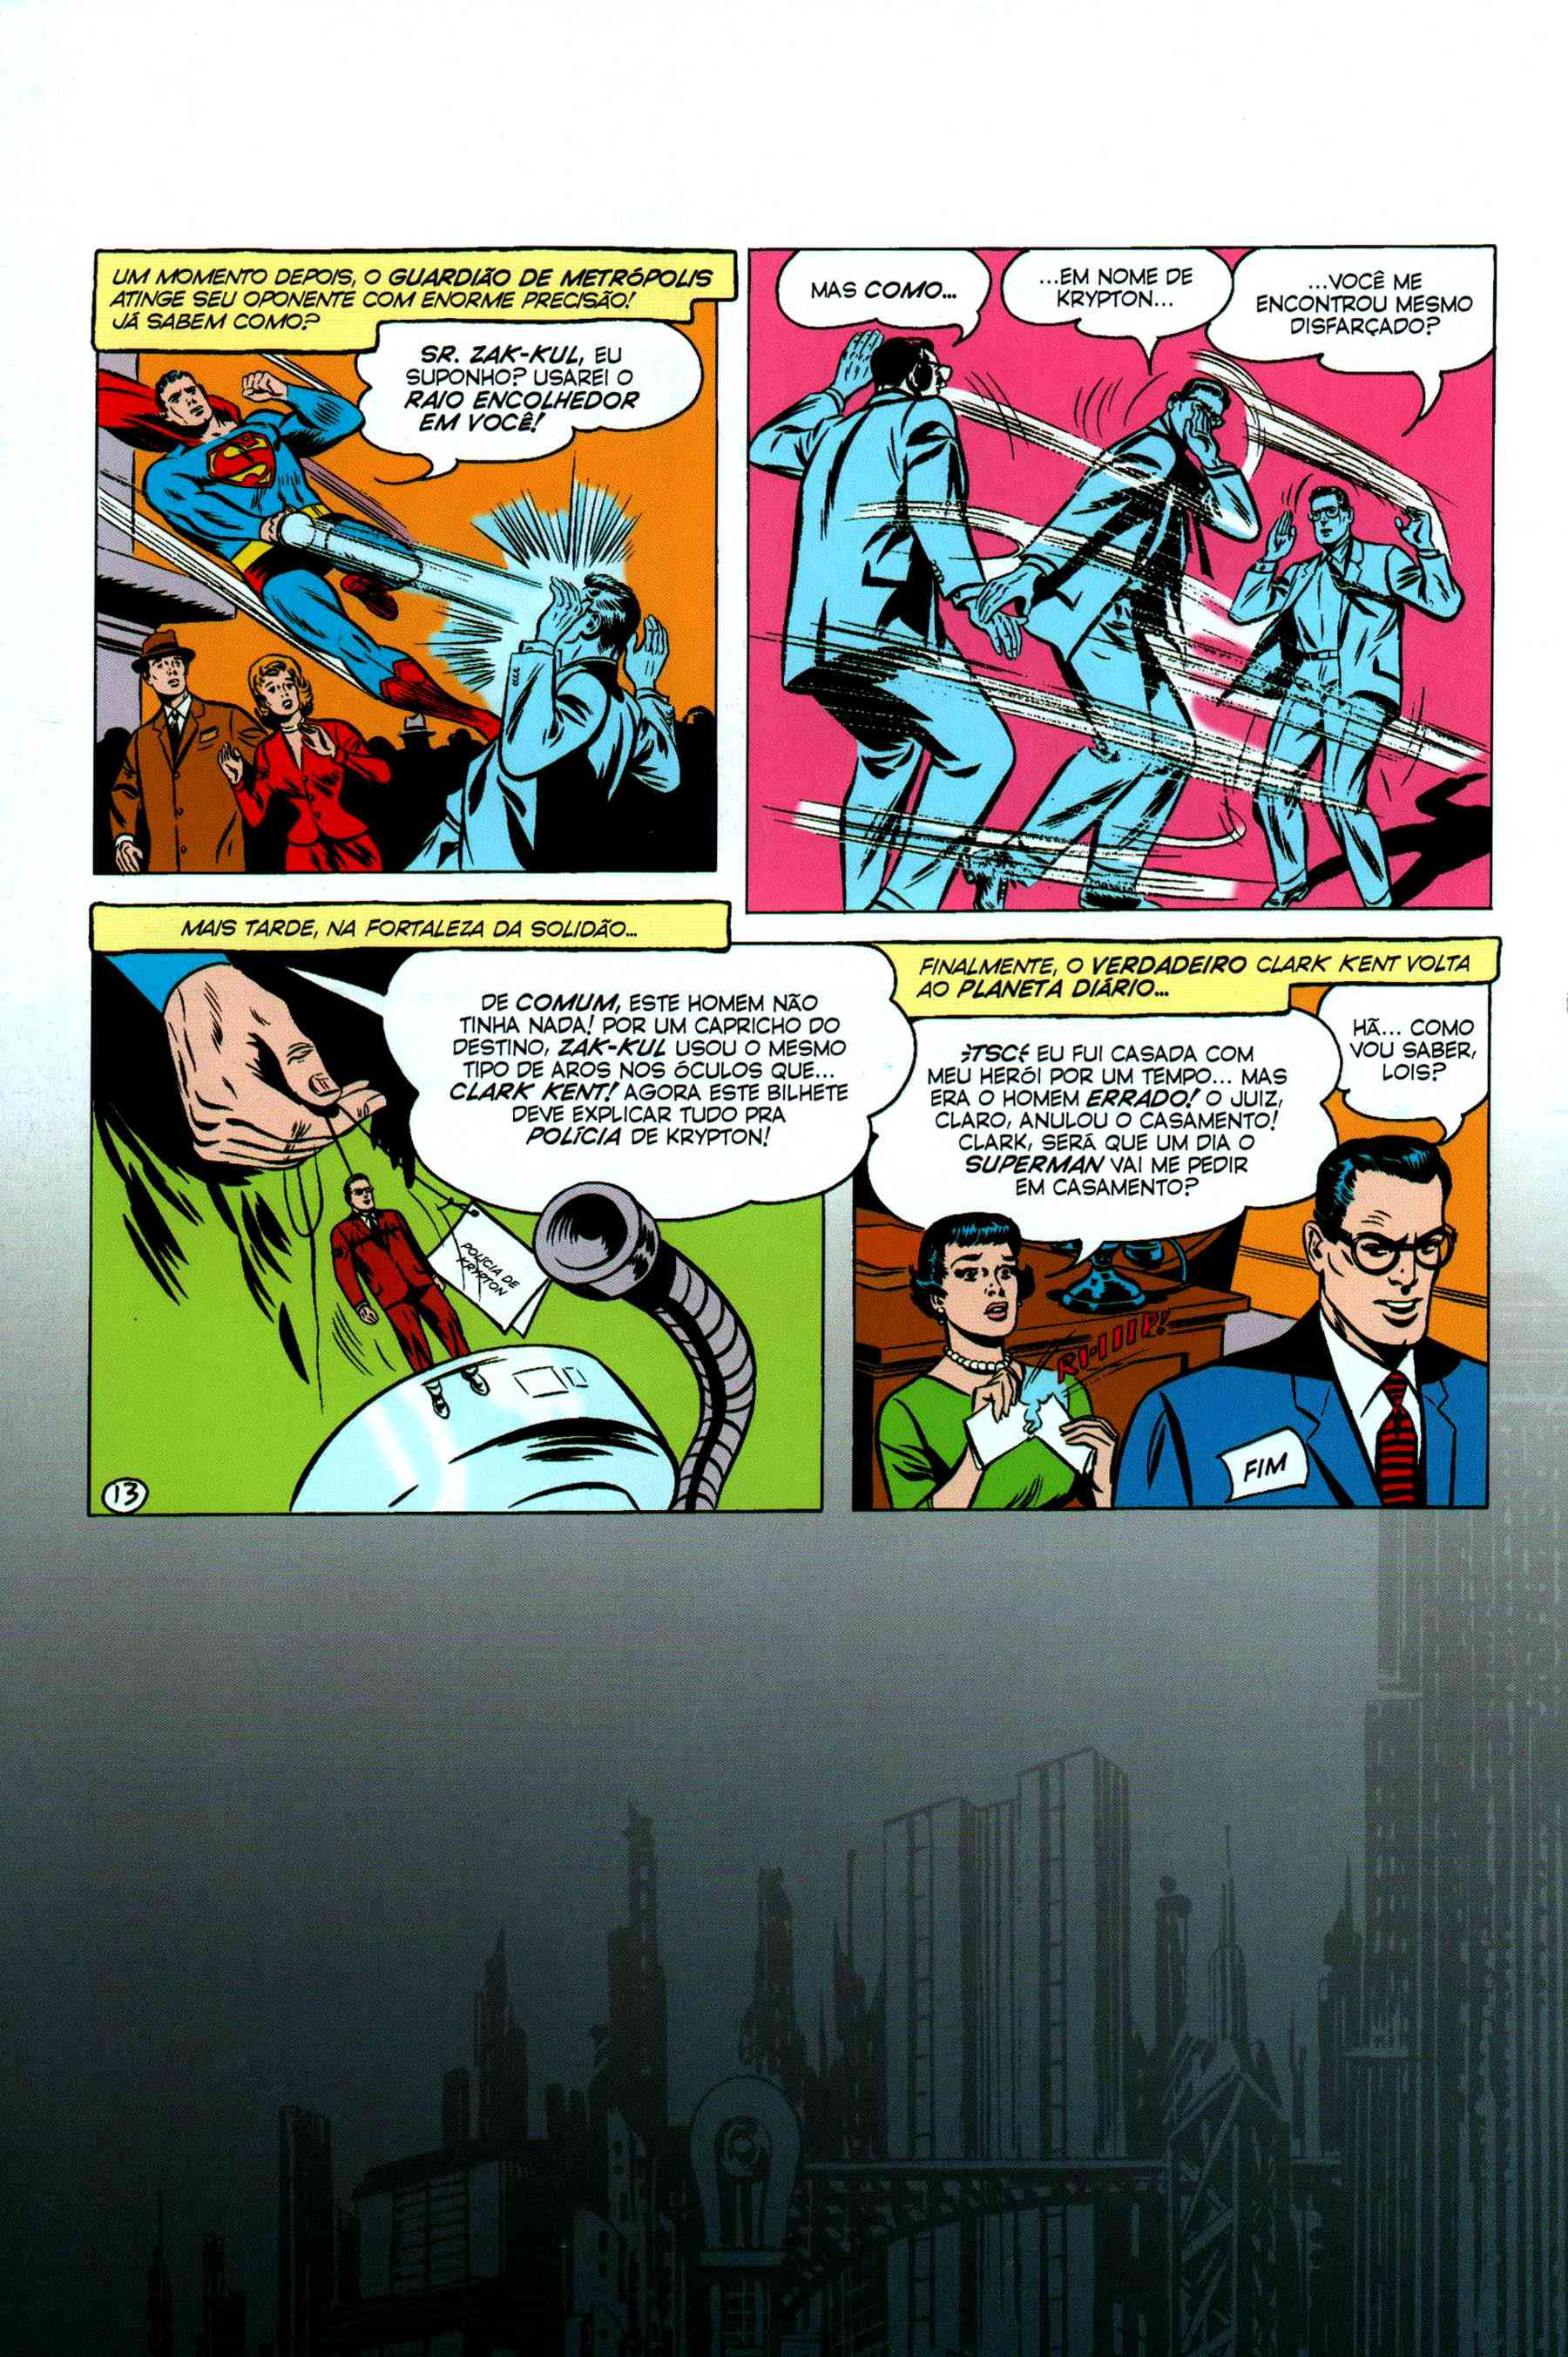 UM MOMENTO DEPOIS, O GUARDIÃO DE METRÓPOLIS
ATINGE SEU OPONENTE COM ENORME PRECISÃO!
JÁ SABEM COMO?
SR. ZAK-KUL, EU
SUPONHO? USAREI O
RAIO ENCOLHEDOR
EM VOCÊ!
MAS COMO...
...EM NOME DE
KRYPTON...
...VOCÊ ME
ENCONTROU MESMO
DISFARÇADO?
MAIS TARDE, NA FORTALEZA DA SOLIDÃO...
DE COMUM, ESTE HOMEM NÃO
TINHA NADA! POR UM CAPRICHO DO
DESTINO, ZAK-KUL USOU O MESMO
TIPO DE AROS NOS ÓCULOS QUE...
CLARK KENT! AGORA ESTE BILHETE
DEVE EXPLICAR TUDO PRA
POLÍCIA DE KRYPTON!
POLÍCIA DE
KRYPTON
13
FINALMENTE, O VERDADEIRO CLARK KENT VOLTA
AO PLANETA DIÁRIO...
TSC EU FUI CASADA COM
MEU HERÓI POR UM TEMPO... MAS
ERA O HOMEM ERRADO! O JUIZ,
CLARO, ANULOU O CASAMENTO!
CLARK, SERÁ QUE UM DIA O
SUPERMAN VAI ME PEDIR
EM CASAMENTO?
HÃ... COMO
VOU SABER,
LOIS?
RI-IIIP!
FIM